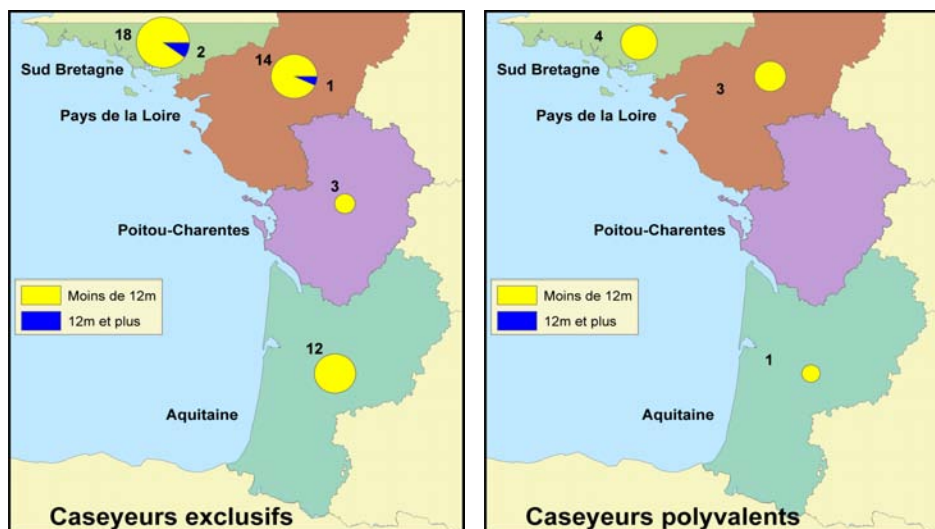 18
2
Sud Bretagne
14
1
Pays de la Loire
3
Poitou-Charentes
Moins de 12m
12m et plus
12
Aquitaine
Caseyeurs exclusifs
4
Sud Bretagne
3
Pays de la Loire
Poitou-Charentes
Moins de 12m
12m et plus
1
Aquitaine
Caseyeurs polyvalents